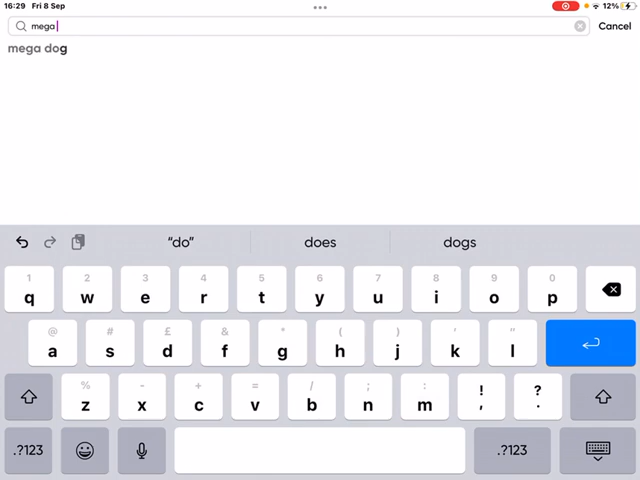 16:29 Fri 8 Sep 12%
mega Cancel
mega dog
"do" does dogs
1 2 3 4 5 6 7 8 9 0
q w e r t y u i o p
@ # £ & * ( ) ' "
a s d f g h j k l
% - + = / ; : ! ?
z x c v b n m , .
.?123 .?123